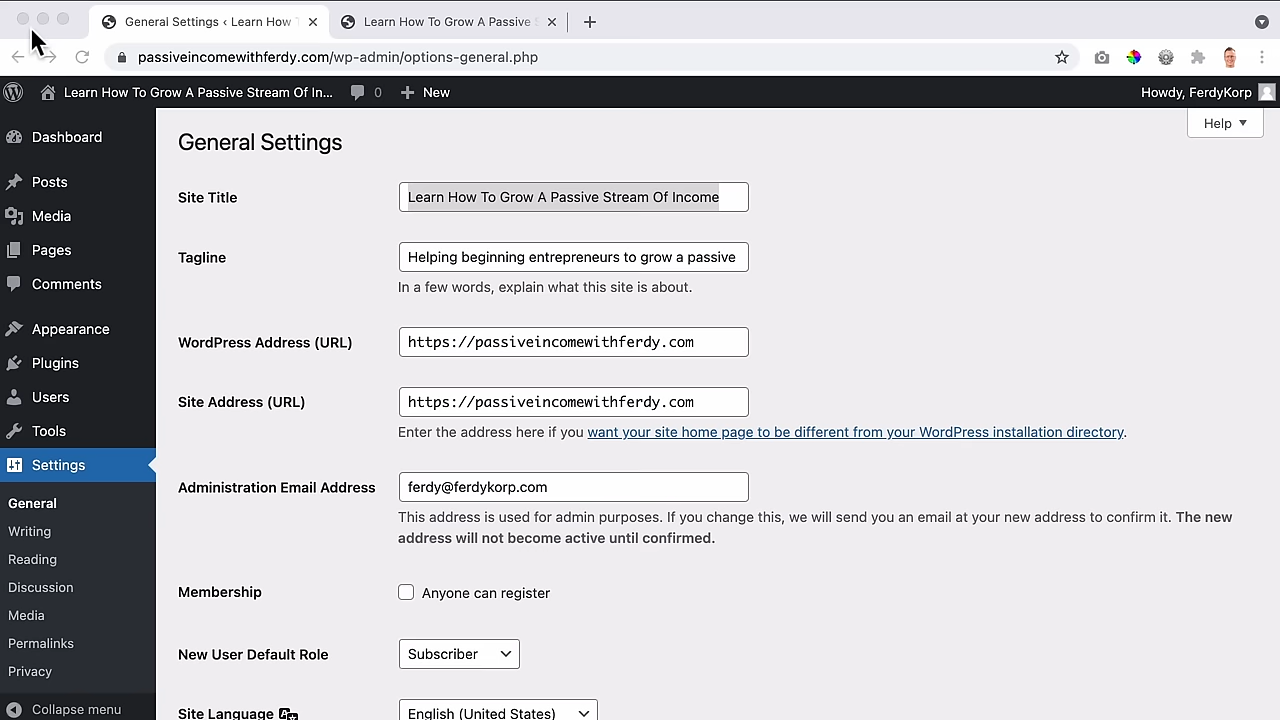 General Settings ‹ Learn How T
Learn How To Grow A Passive S
passiveincomewithferdy.com/wp-admin/options-general.php
Learn How To Grow A Passive Stream Of In...
0
New
Howdy, FerdyKorp
Help
Dashboard
Posts
Media
Pages
Comments
Appearance
Plugins
Users
Tools
Settings
General
Writing
Reading
Discussion
Media
Permalinks
Privacy
Collapse menu
General Settings
Site Title
Learn How To Grow A Passive Stream Of Income
Tagline
Helping beginning entrepreneurs to grow a passive
In a few words, explain what this site is about.
WordPress Address (URL)
https://passiveincomewithferdy.com
Site Address (URL)
https://passiveincomewithferdy.com
Enter the address here if you want your site home page to be different from your WordPress installation directory.
Administration Email Address
ferdy@ferdykorp.com
This address is used for admin purposes. If you change this, we will send you an email at your new address to confirm it. The new
address will not become active until confirmed.
Membership
Anyone can register
New User Default Role
Subscriber
Site Language
English (United States)